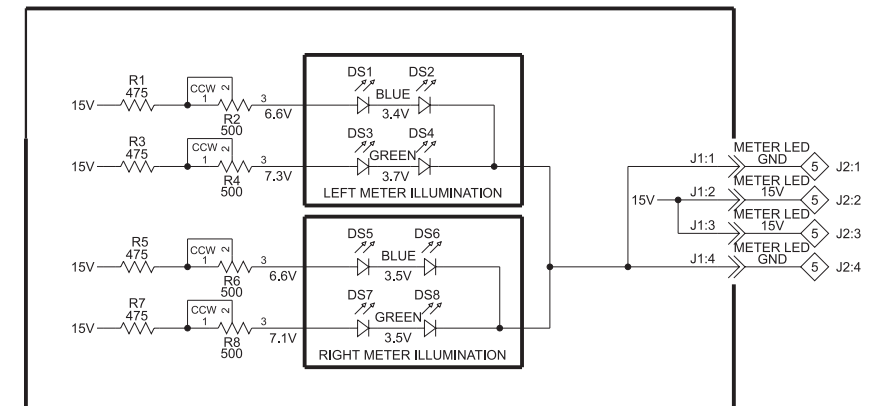 R1
475
CCW
1
2
15V
3
R2
500
6.6V
DS1
DS2
BLUE
3.4V
R3
475
CCW
1
2
15V
3
R4
500
7.3V
DS3
DS4
GREEN
3.7V
LEFT METER ILLUMINATION
R5
475
CCW
1
2
15V
3
R6
500
6.6V
DS5
DS6
BLUE
3.5V
R7
475
CCW
1
2
15V
3
R8
500
7.1V
DS7
DS8
GREEN
3.5V
RIGHT METER ILLUMINATION
METER LED
J1:1
GND
5
J2:1
METER LED
15V
J1:2
15V
5
J2:2
METER LED
J1:3
15V
5
J2:3
METER LED
J1:4
GND
5
J2:4